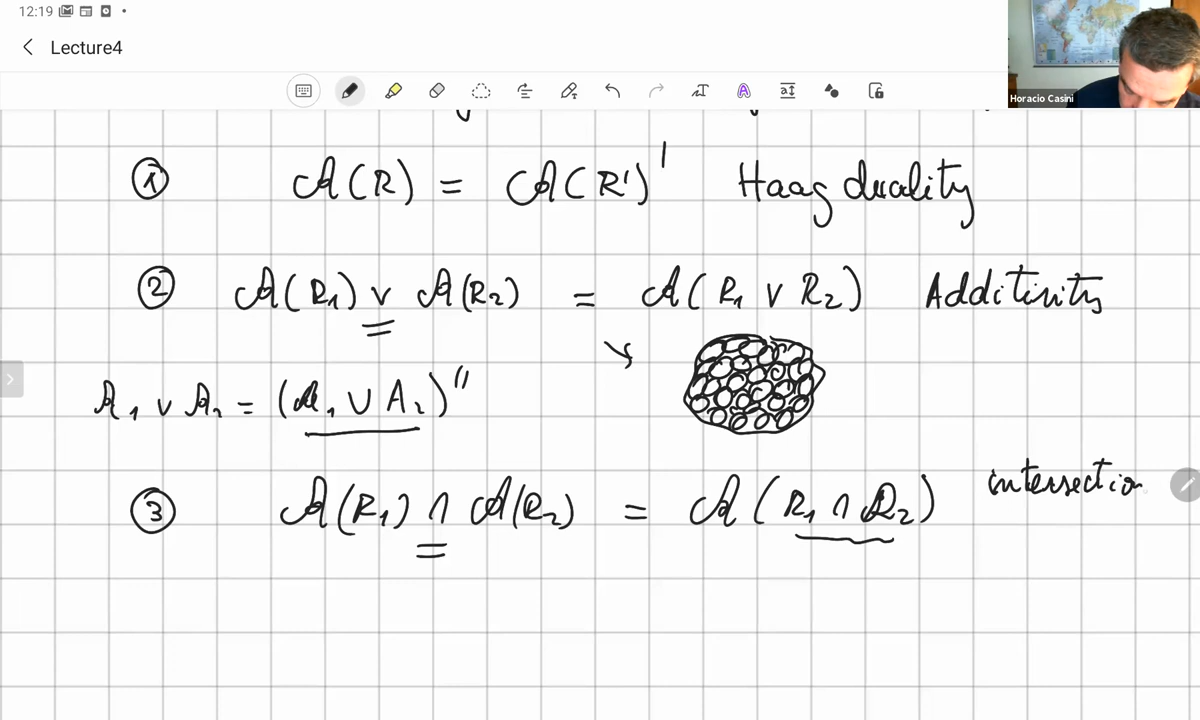 12:19
Lecture4
Horacio Casini
① A(R) = A(R')' Haag duality
② A(R₁) ∨ A(R₂) = A(R₁ ∨ R₂) Additivity
A₁ ∨ A₂ = (A₁ ∪ A₂)''
③ A(R₁) ∧ A(R₂) = A(R₁ ∧ R₂) intersection